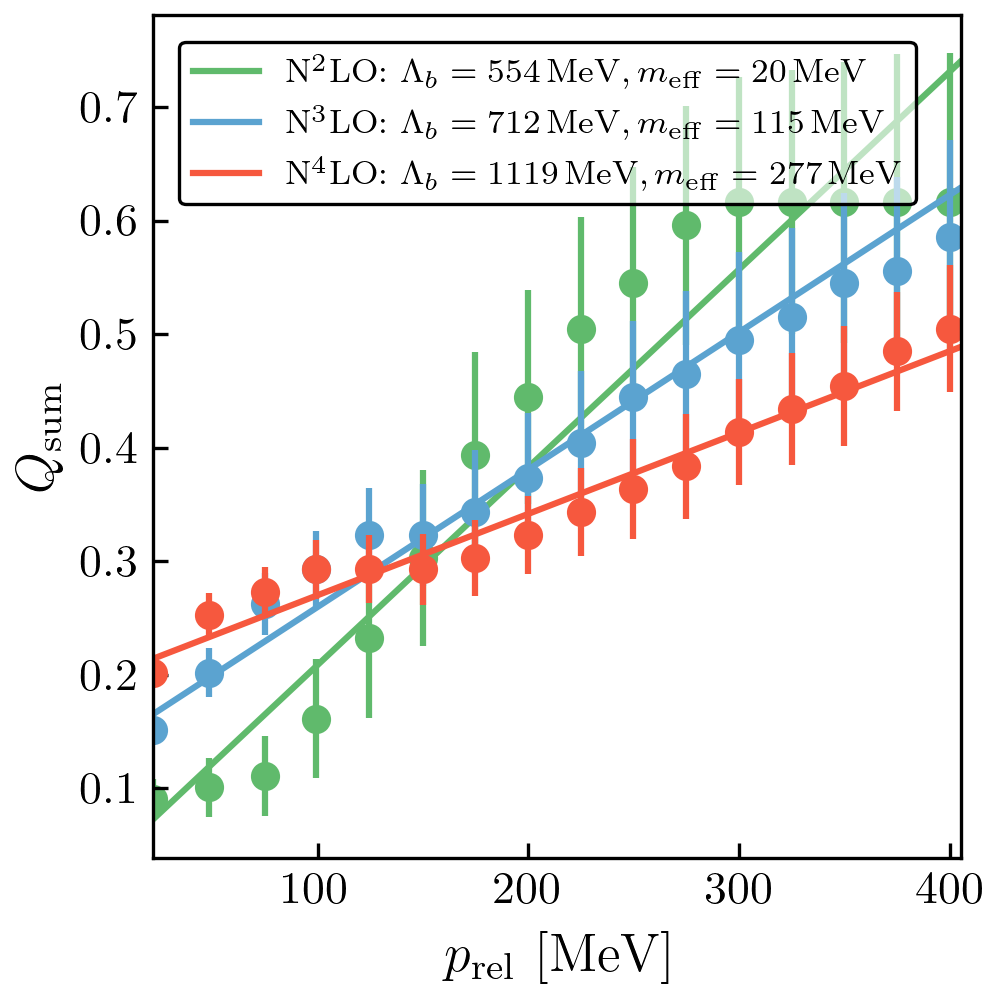 N²LO: Λ_b = 554 MeV, m_eff = 20 MeV
N³LO: Λ_b = 712 MeV, m_eff = 115 MeV
N⁴LO: Λ_b = 1119 MeV, m_eff = 277 MeV
0.7
0.6
0.5
0.4
0.3
0.2
0.1
Q_sum
100 200 300 400
p_rel [MeV]